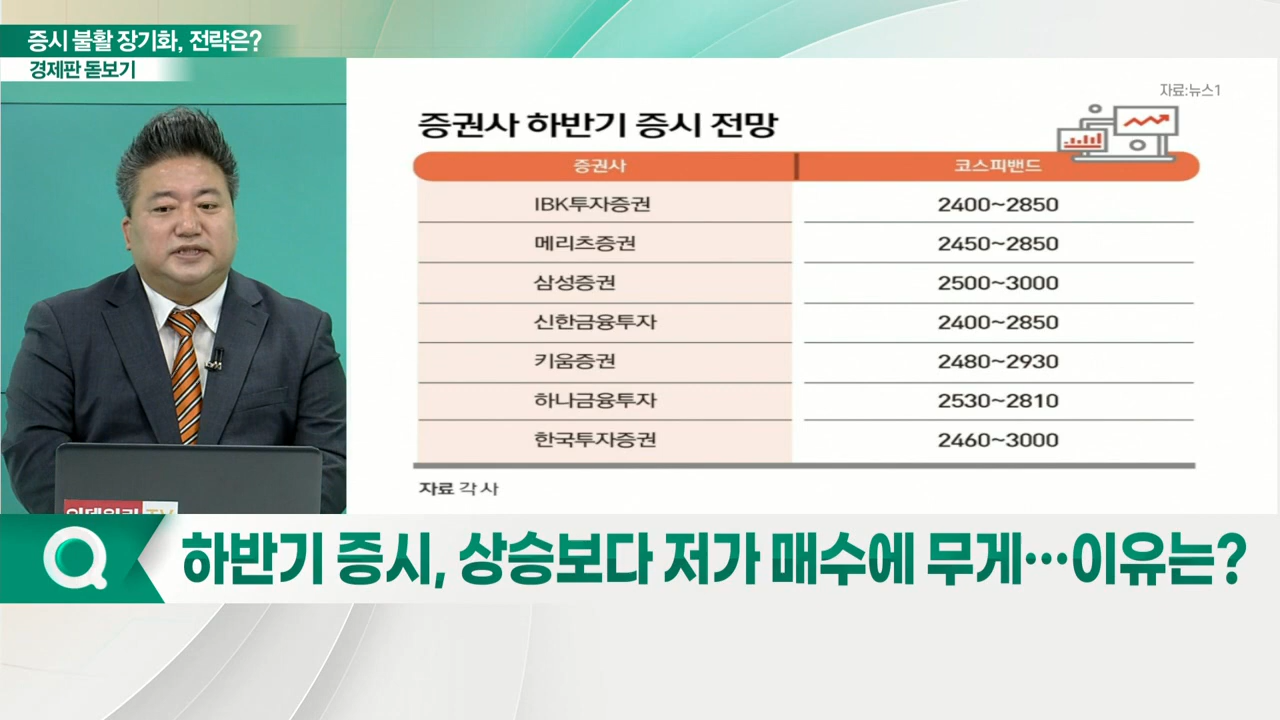 증시 불활 장기화, 전략은?
경제판 돋보기
자료:뉴스1
증권사 하반기 증시 전망
증권사 코스피밴드
IBK투자증권 2400~2850
메리츠증권 2450~2850
삼성증권 2500~3000
신한금융투자 2400~2850
키움증권 2480~2930
하나금융투자 2530~2810
한국투자증권 2460~3000
자료 각 사
이데일리 TV
하반기 증시, 상승보다 저가 매수에 무게…이유는?